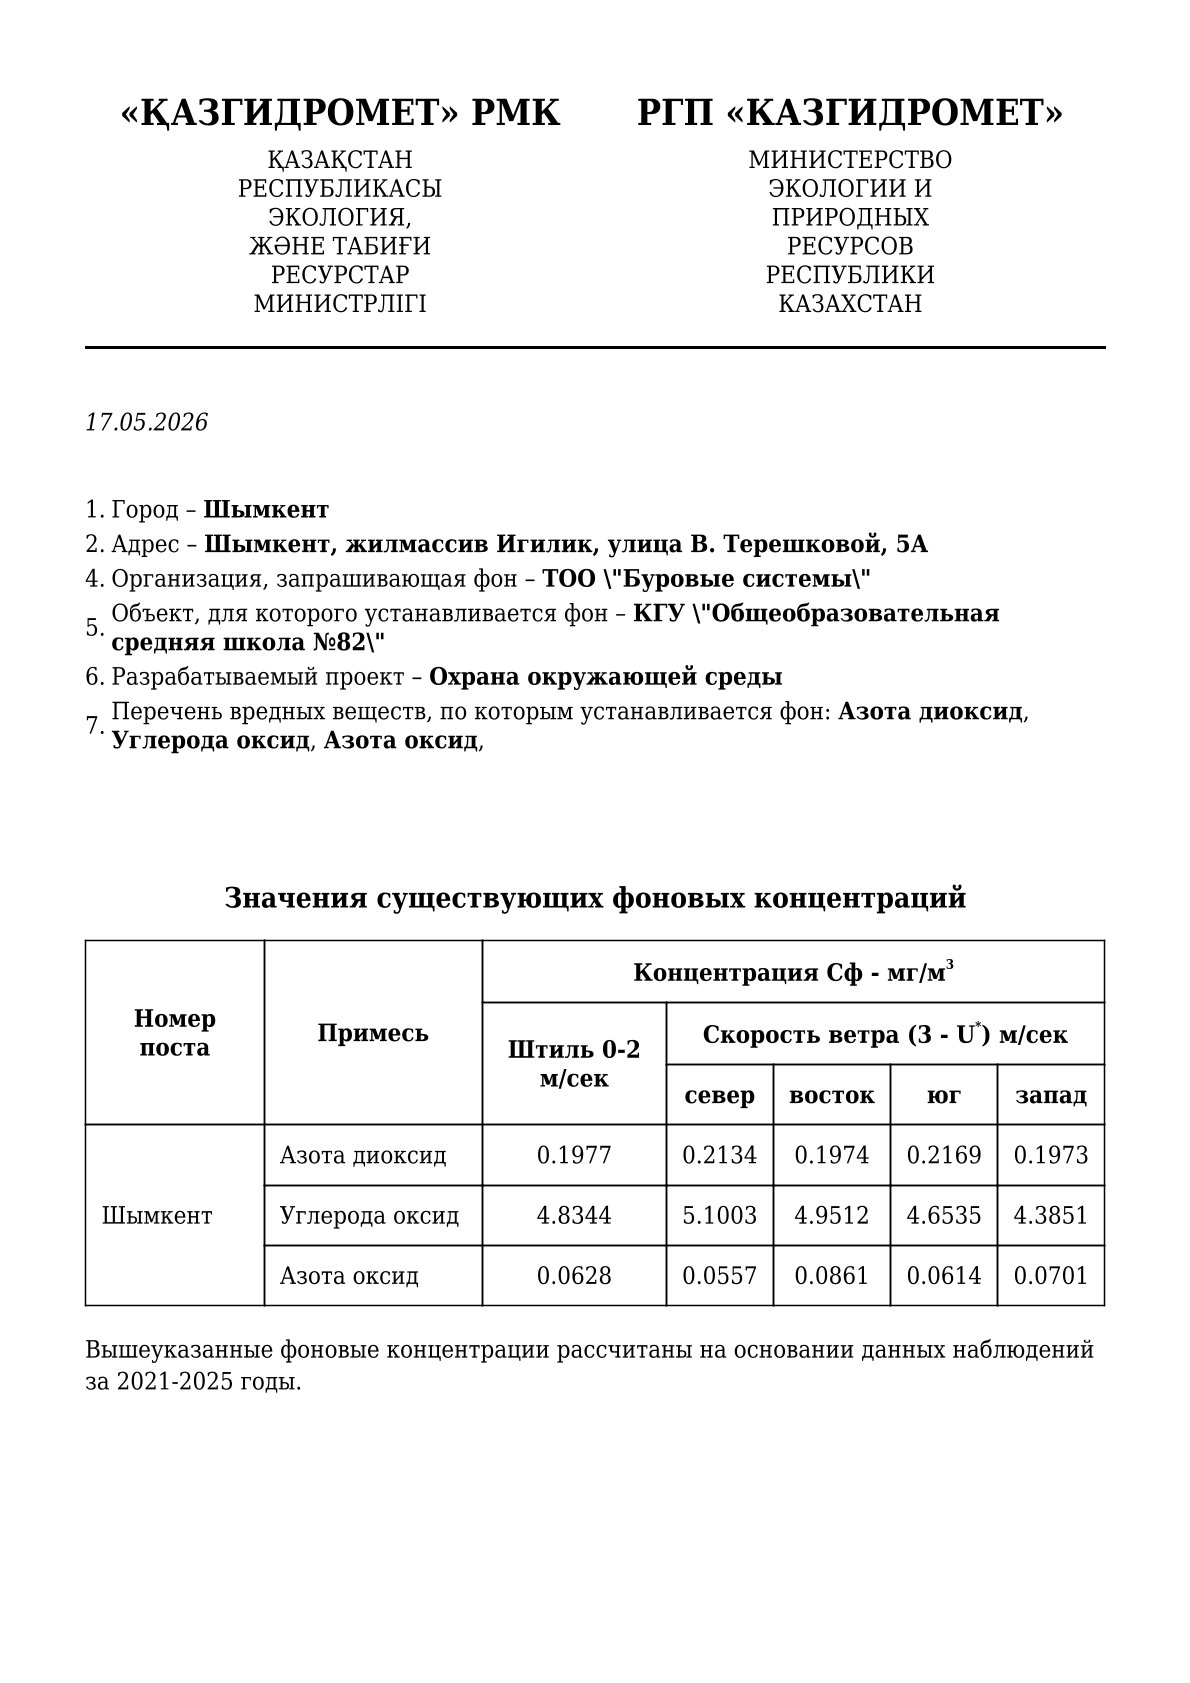 «ҚАЗГИДРОМЕТ» РМК
ҚАЗАҚСТАН
РЕСПУБЛИКАСЫ
ЭКОЛОГИЯ,
ЖӘНЕ ТАБИҒИ
РЕСУРСТАР
МИНИСТРЛІГІ
РГП «КАЗГИДРОМЕТ»
МИНИСТЕРСТВО
ЭКОЛОГИИ И
ПРИРОДНЫХ
РЕСУРСОВ
РЕСПУБЛИКИ
КАЗАХСТАН
17.05.2026
1. Город – Шымкент
2. Адрес – Шымкент, жилмассив Игилик, улица В. Терешковой, 5А
4. Организация, запрашивающая фон – ТОО \"Буровые системы\"
5. Объект, для которого устанавливается фон – КГУ \"Общеобразовательная
средняя школа №82\"
6. Разрабатываемый проект – Охрана окружающей среды
7. Перечень вредных веществ, по которым устанавливается фон: Азота диоксид,
Углерода оксид, Азота оксид,
Значения существующих фоновых концентраций
Номер
поста
Примесь
Концентрация Сф - мг/м³
Штиль 0-2
м/сек
Скорость ветра (3 - U*) м/сек
север восток юг запад
Шымкент
Азота диоксид 0.1977 0.2134 0.1974 0.2169 0.1973
Углерода оксид 4.8344 5.1003 4.9512 4.6535 4.3851
Азота оксид 0.0628 0.0557 0.0861 0.0614 0.0701
Вышеуказанные фоновые концентрации рассчитаны на основании данных наблюдений
за 2021-2025 годы.